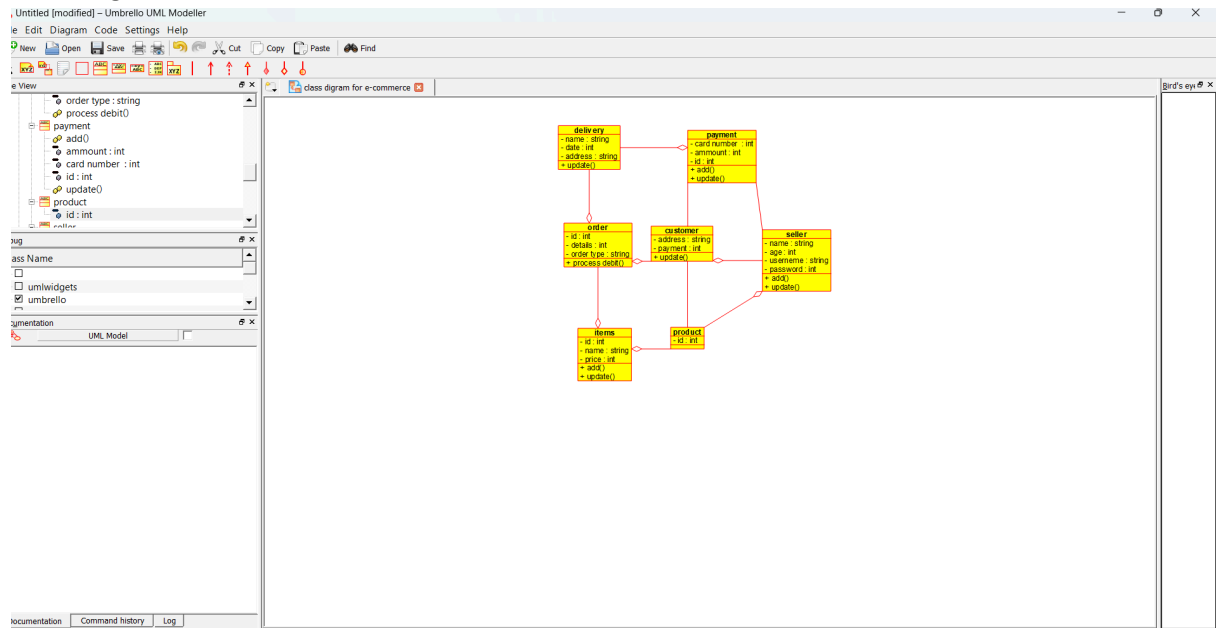 Untitled [modified] – Umbrello UML Modeller
le Edit Diagram Code Settings Help
New Open Save Cut Copy Paste Find
e View
class digram for e-commerce
Bird's eye
order type : string
process debit()
payment
add()
ammount : int
card number : int
id : int
update()
product
id : int
seller
bug
ass Name
umlwidgets
umbrello
cumentation
UML Model
delivery
- name : string
- date : int
- address : string
+ update()
payment
- card number : int
- ammount : int
- id : int
+ add()
+ update()
order
- id : int
- details : int
- order type : string
+ process debit()
customer
- address : string
- payment : int
+ update()
seller
- name : string
- age : int
- username : string
- password : int
+ add()
+ update()
items
- id : int
- name : string
- price : int
+ add()
+ update()
product
- id : int
Documentation Command history Log